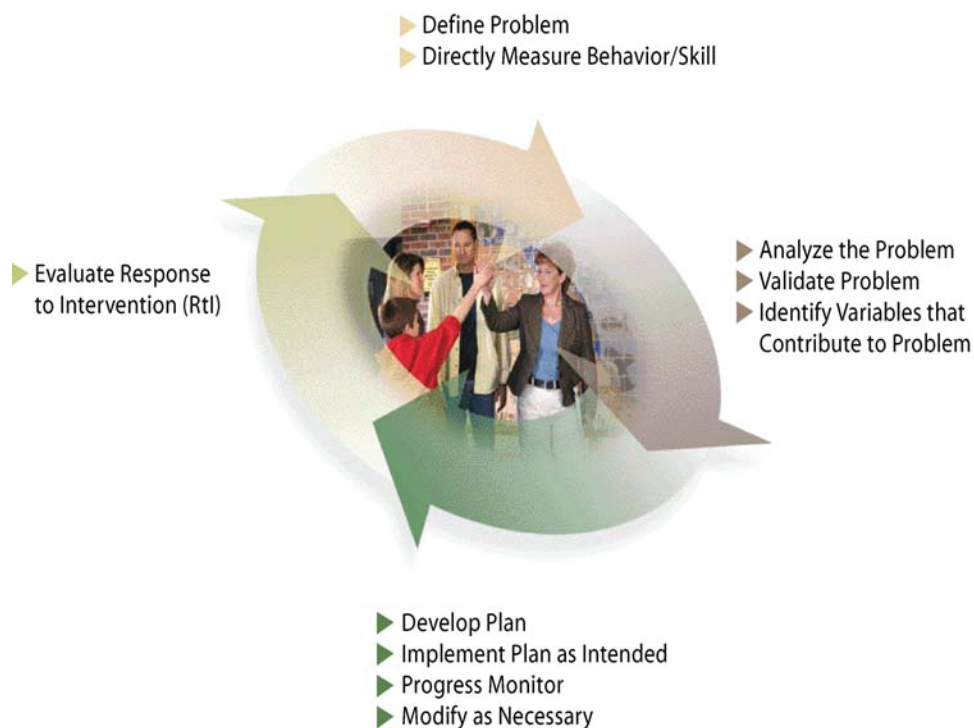 Define Problem
Directly Measure Behavior/Skill
Evaluate Response
to Intervention (RtI)
Analyze the Problem
Validate Problem
Identify Variables that
Contribute to Problem
Develop Plan
Implement Plan as Intended
Progress Monitor
Modify as Necessary